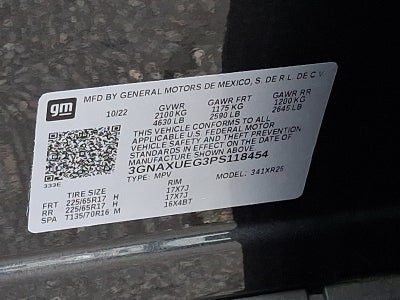 gm
MFD BY GENERAL MOTORS DE MEXICO, S. DE R.L. DE C.V
10/22 GVWR GAWR FRT GAWR RR
2100 KG 1175 KG 1200 KG
4630 LB 2590 LB 2645 LB
THIS VEHICLE CONFORMS TO ALL
APPLICABLE U.S. FEDERAL MOTOR
VEHICLE SAFETY AND THEFT PREVENTION
STANDARDS IN EFFECT ON THE DATE OF
MANUFACTURE SHOWN ABOVE.
3GNAXUEG3PS118454
TYPE: MPV MODEL: 341XR26
333E
TIRE SIZE RIM
FRT 225/65R17 H 17X7J
RR 225/65R17 H 17X7J
SPA T135/70R16 M 16X4BT